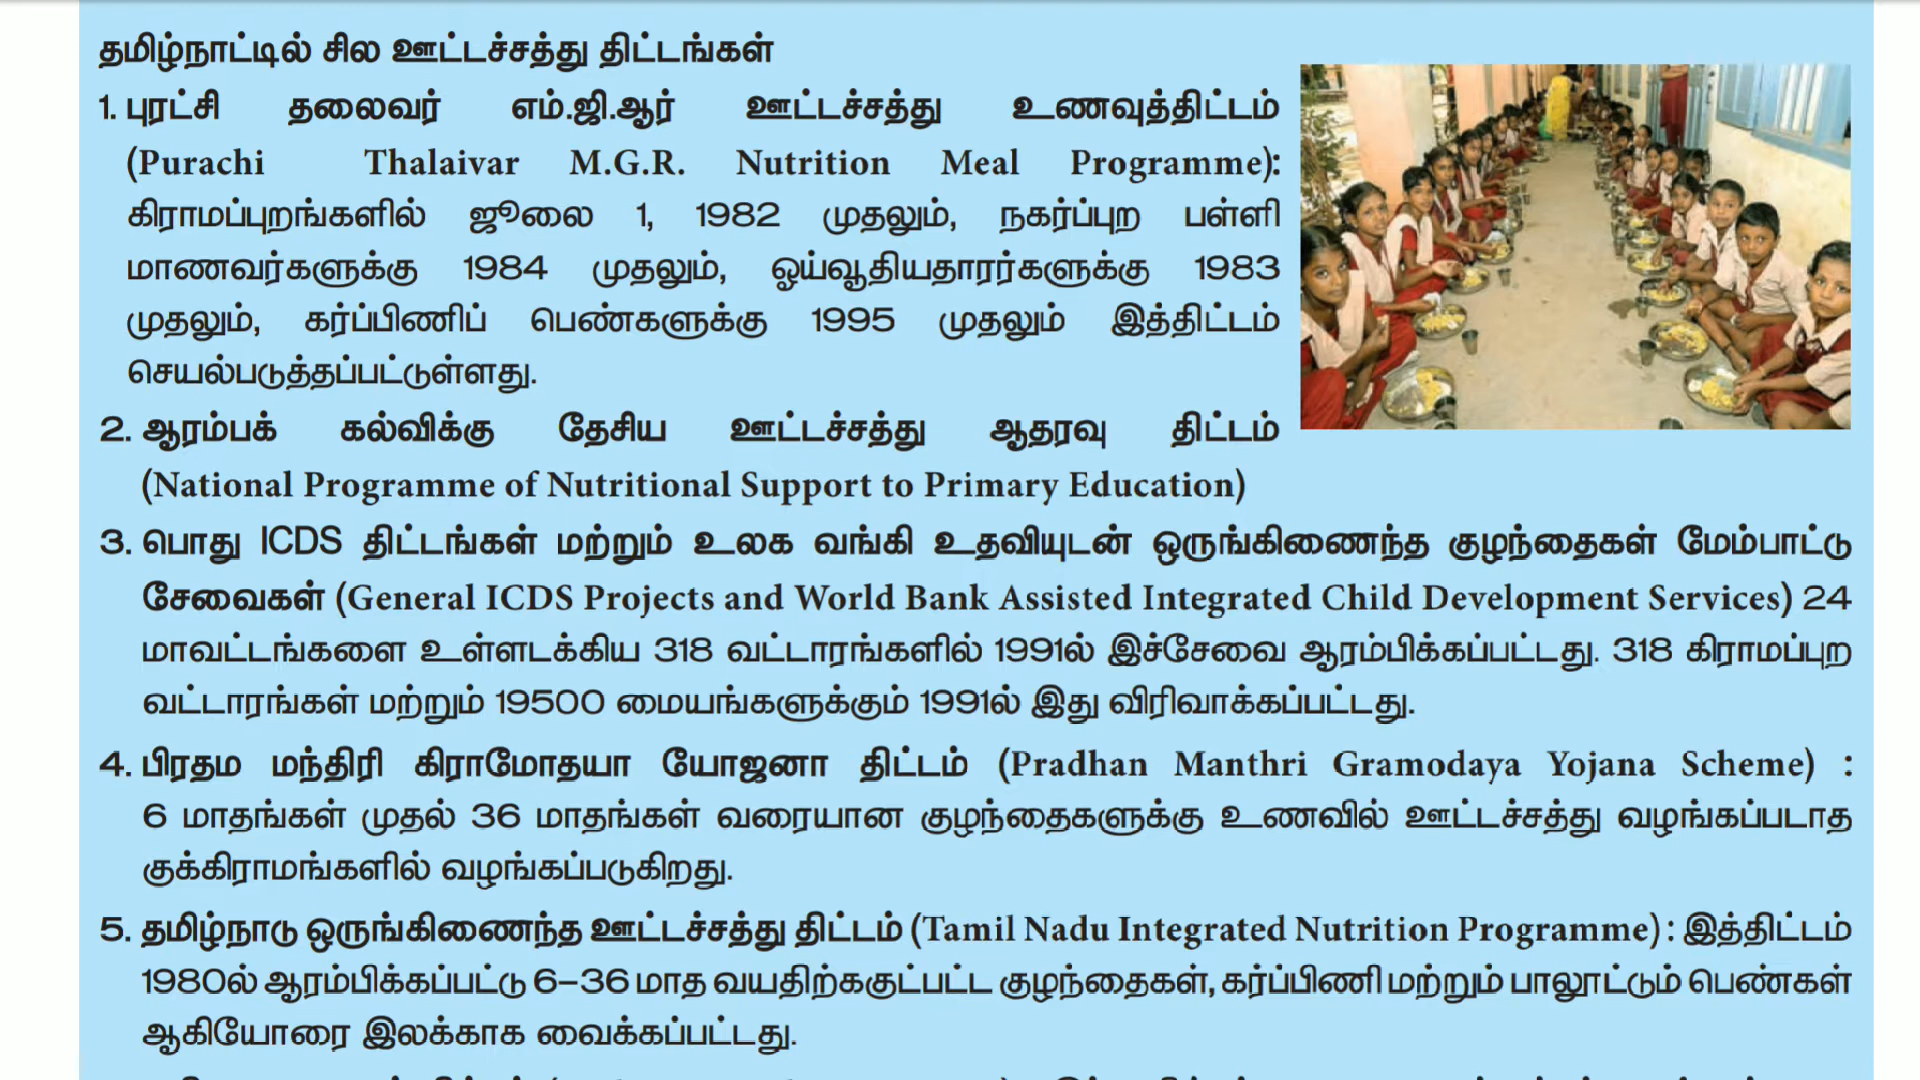 தமிழ்நாட்டில் சில ஊட்டச்சத்து திட்டங்கள்
1. புரட்சி தலைவர் எம்.ஜி.ஆர் ஊட்டச்சத்து உணவுத்திட்டம்
(Purachi Thalaivar M.G.R. Nutrition Meal Programme):
கிராமப்புறங்களில் ஜூலை 1, 1982 முதலும், நகர்ப்புற பள்ளி
மாணவர்களுக்கு 1984 முதலும், ஓய்வூதியதாரர்களுக்கு 1983
முதலும், கர்ப்பிணிப் பெண்களுக்கு 1995 முதலும் இத்திட்டம்
செயல்படுத்தப்பட்டுள்ளது.
2. ஆரம்பக் கல்விக்கு தேசிய ஊட்டச்சத்து ஆதரவு திட்டம்
(National Programme of Nutritional Support to Primary Education)
3. பொது ICDS திட்டங்கள் மற்றும் உலக வங்கி உதவியுடன் ஒருங்கிணைந்த குழந்தைகள் மேம்பாட்டு
சேவைகள் (General ICDS Projects and World Bank Assisted Integrated Child Development Services) 24
மாவட்டங்களை உள்ளடக்கிய 318 வட்டாரங்களில் 1991ல் இச்சேவை ஆரம்பிக்கப்பட்டது. 318 கிராமப்புற
வட்டாரங்கள் மற்றும் 19500 மையங்களுக்கும் 1991ல் இது விரிவாக்கப்பட்டது.
4. பிரதம மந்திரி கிராமோதயா யோஜனா திட்டம் (Pradhan Manthri Gramodaya Yojana Scheme) :
6 மாதங்கள் முதல் 36 மாதங்கள் வரையான குழந்தைகளுக்கு உணவில் ஊட்டச்சத்து வழங்கப்படாத
குக்கிராமங்களில் வழங்கப்படுகிறது.
5. தமிழ்நாடு ஒருங்கிணைந்த ஊட்டச்சத்து திட்டம் (Tamil Nadu Integrated Nutrition Programme) : இத்திட்டம்
1980ல் ஆரம்பிக்கப்பட்டு 6–36 மாத வயதிற்ககுட்பட்ட குழந்தைகள், கர்ப்பிணி மற்றும் பாலூட்டும் பெண்கள்
ஆகியோரை இலக்காக வைக்கப்பட்டது.